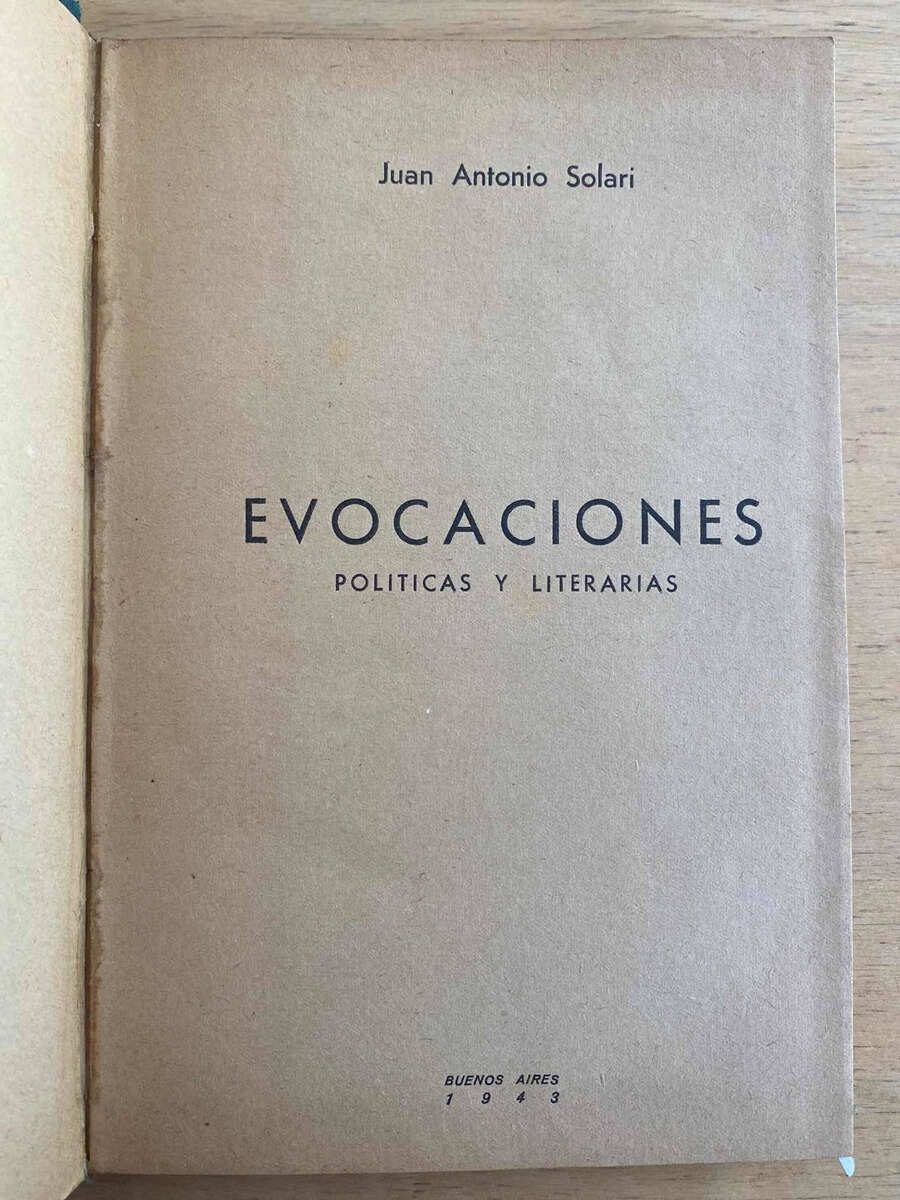 Juan Antonio Solari
EVOCACIONES
POLITICAS Y LITERARIAS
BUENOS AIRES
1 9 4 3